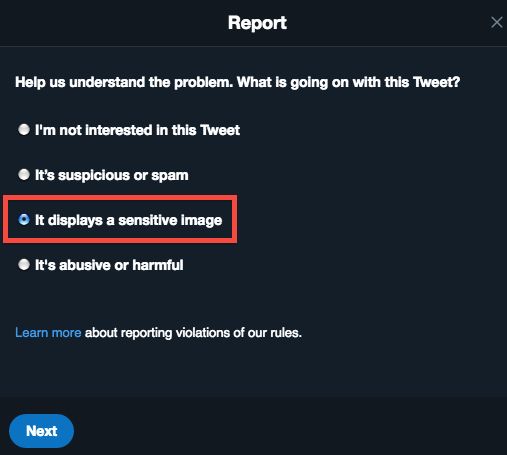 Report
Help us understand the problem. What is going on with this Tweet?
I'm not interested in this Tweet
It’s suspicious or spam
It displays a sensitive image
It's abusive or harmful
Learn more about reporting violations of our rules.
Next